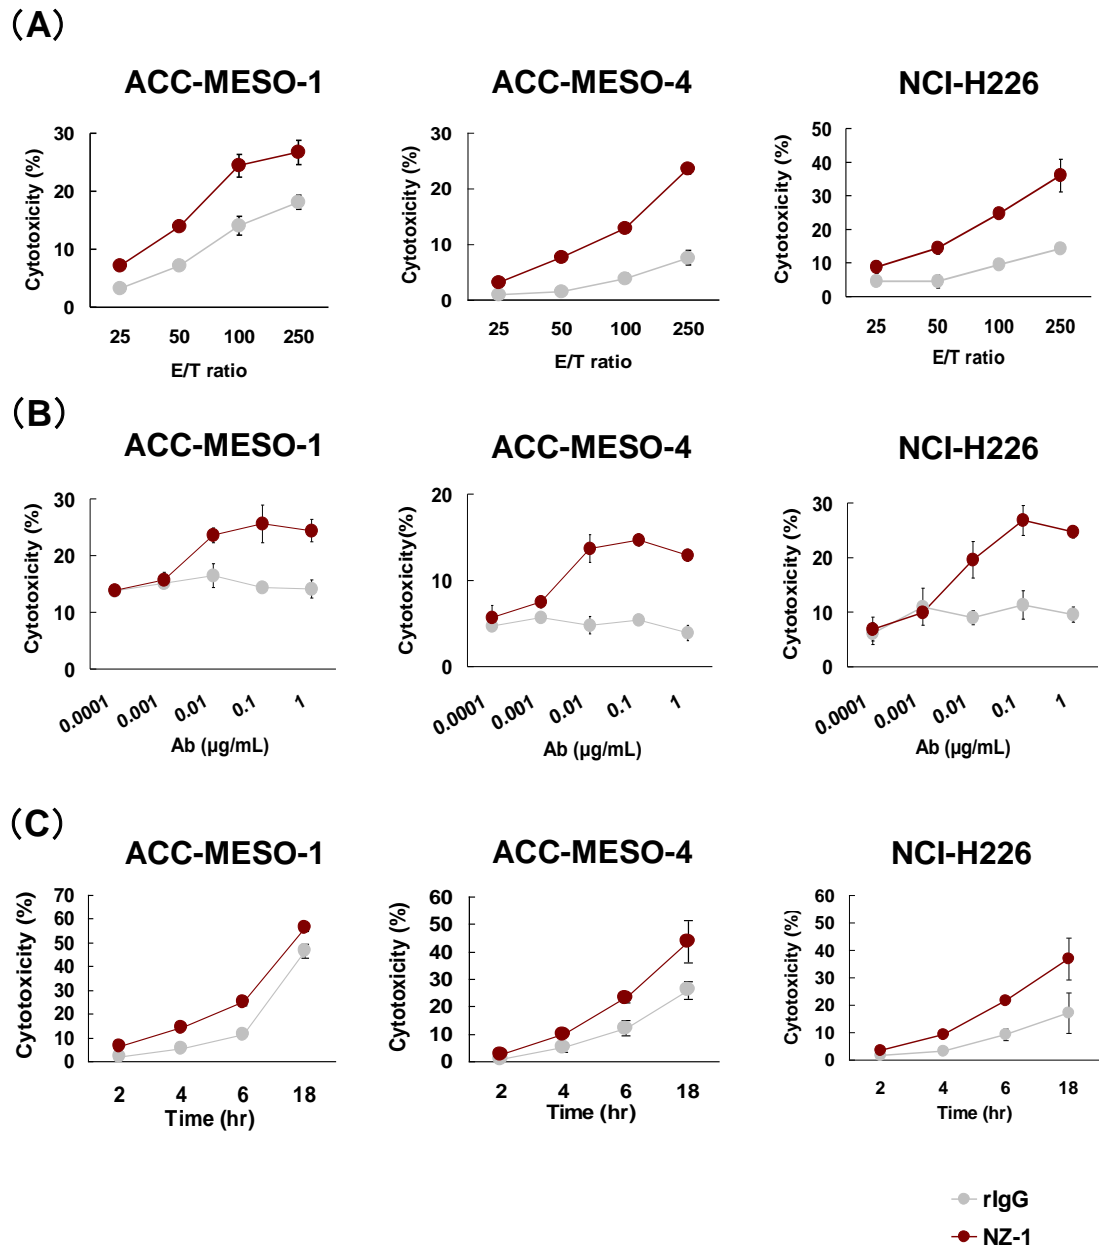 (A)
ACC-MESO-1
ACC-MESO-4
NCI-H226
Cytotoxicity (%)
30
20
10
0
25 50 100 250
E/T ratio
Cytotoxicity (%)
30
20
10
0
25 50 100 250
E/T ratio
Cytotoxicity (%)
50
40
30
20
10
0
25 50 100 250
E/T ratio
(B)
ACC-MESO-1
ACC-MESO-4
NCI-H226
Cytotoxicity (%)
30
20
10
0
0.0001 0.001 0.01 0.1 1
Ab (µg/mL)
Cytotoxicity(%)
20
10
0
0.0001 0.001 0.01 0.1 1
Ab (µg/mL)
Cytotoxicity (%)
30
20
10
0
0.0001 0.001 0.01 0.1 1
Ab (µg/mL)
(C)
ACC-MESO-1
ACC-MESO-4
NCI-H226
Cytotoxicity (%)
70
60
50
40
30
20
10
0
2 4 6 18
Time (hr)
Cytotoxicity (%)
60
50
40
30
20
10
0
2 4 6 18
Time (hr)
Cytotoxicity (%)
60
50
40
30
20
10
0
2 4 6 18
Time (hr)
rIgG
NZ-1